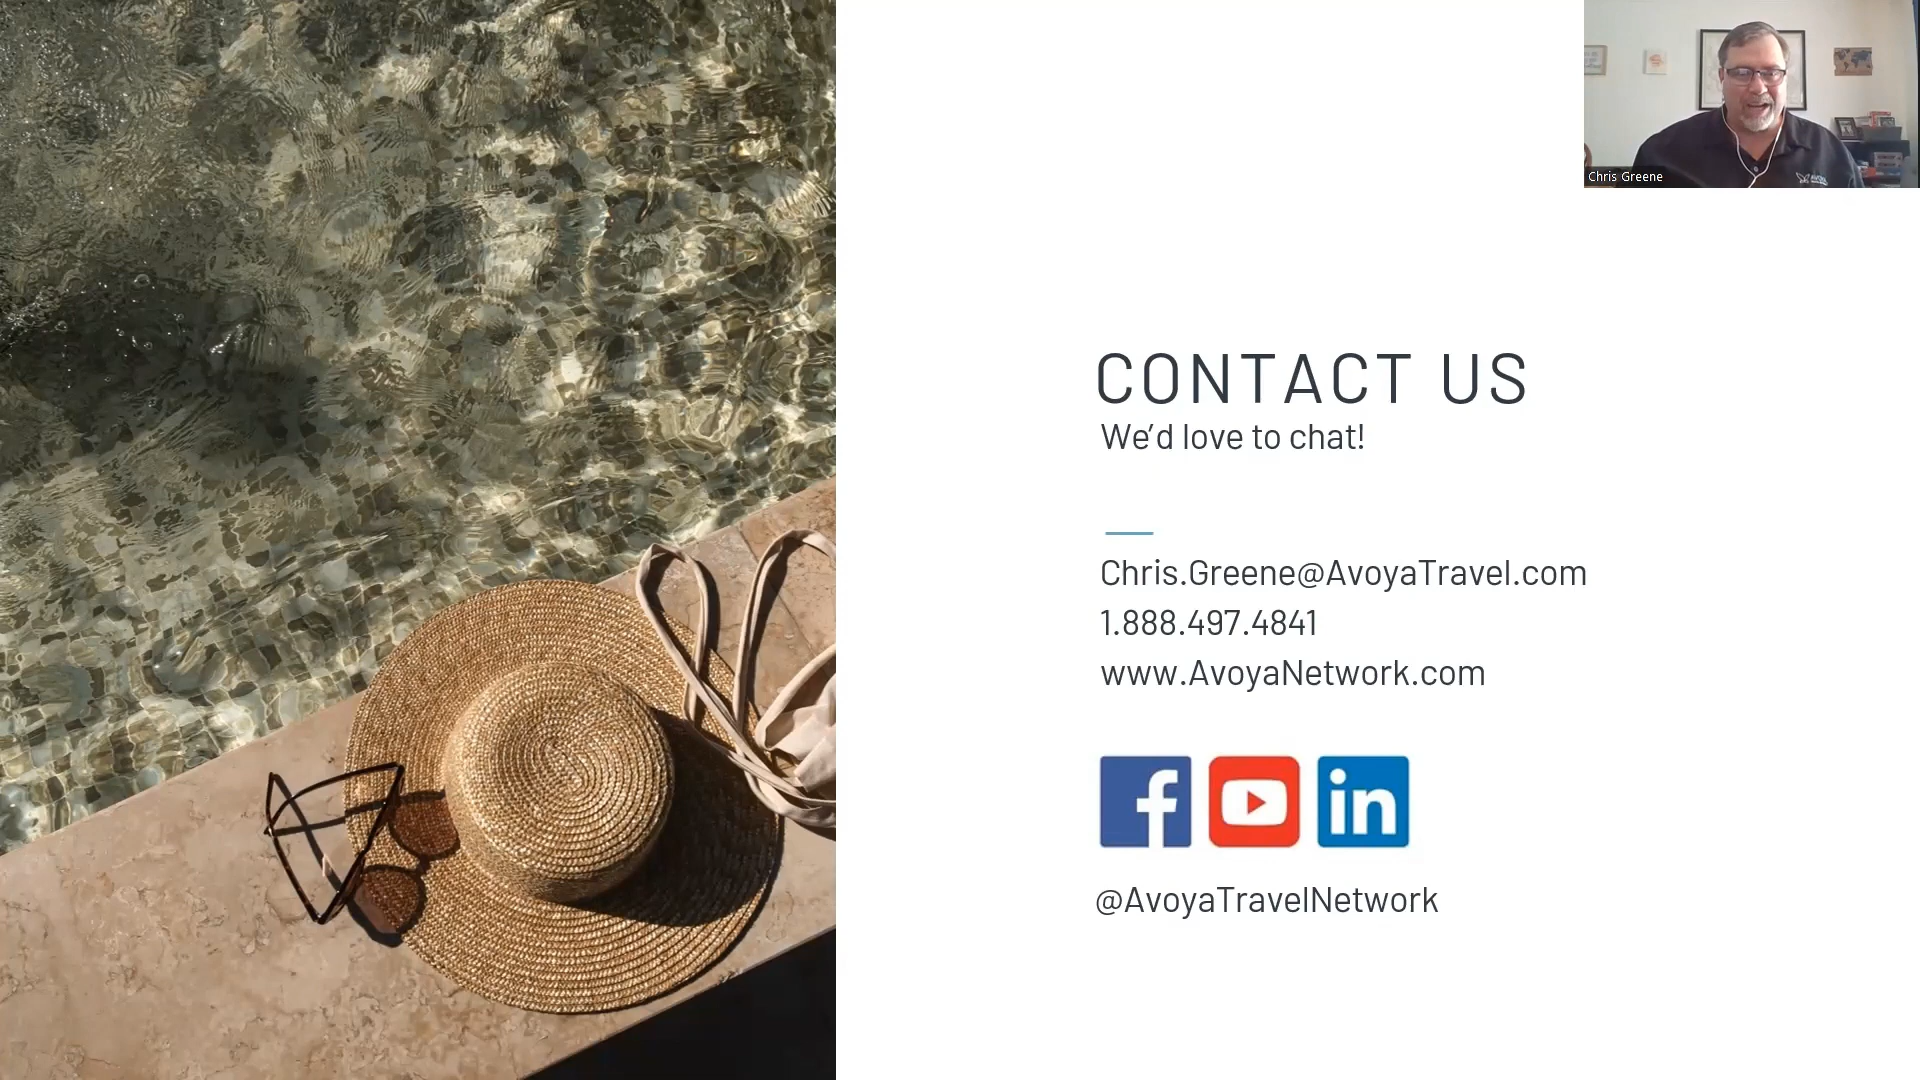 Chris Greene
CONTACT US
We'd love to chat!
Chris.Greene@AvoyaTravel.com
1.888.497.4841
www.AvoyaNetwork.com
f
in
@AvoyaTravelNetwork